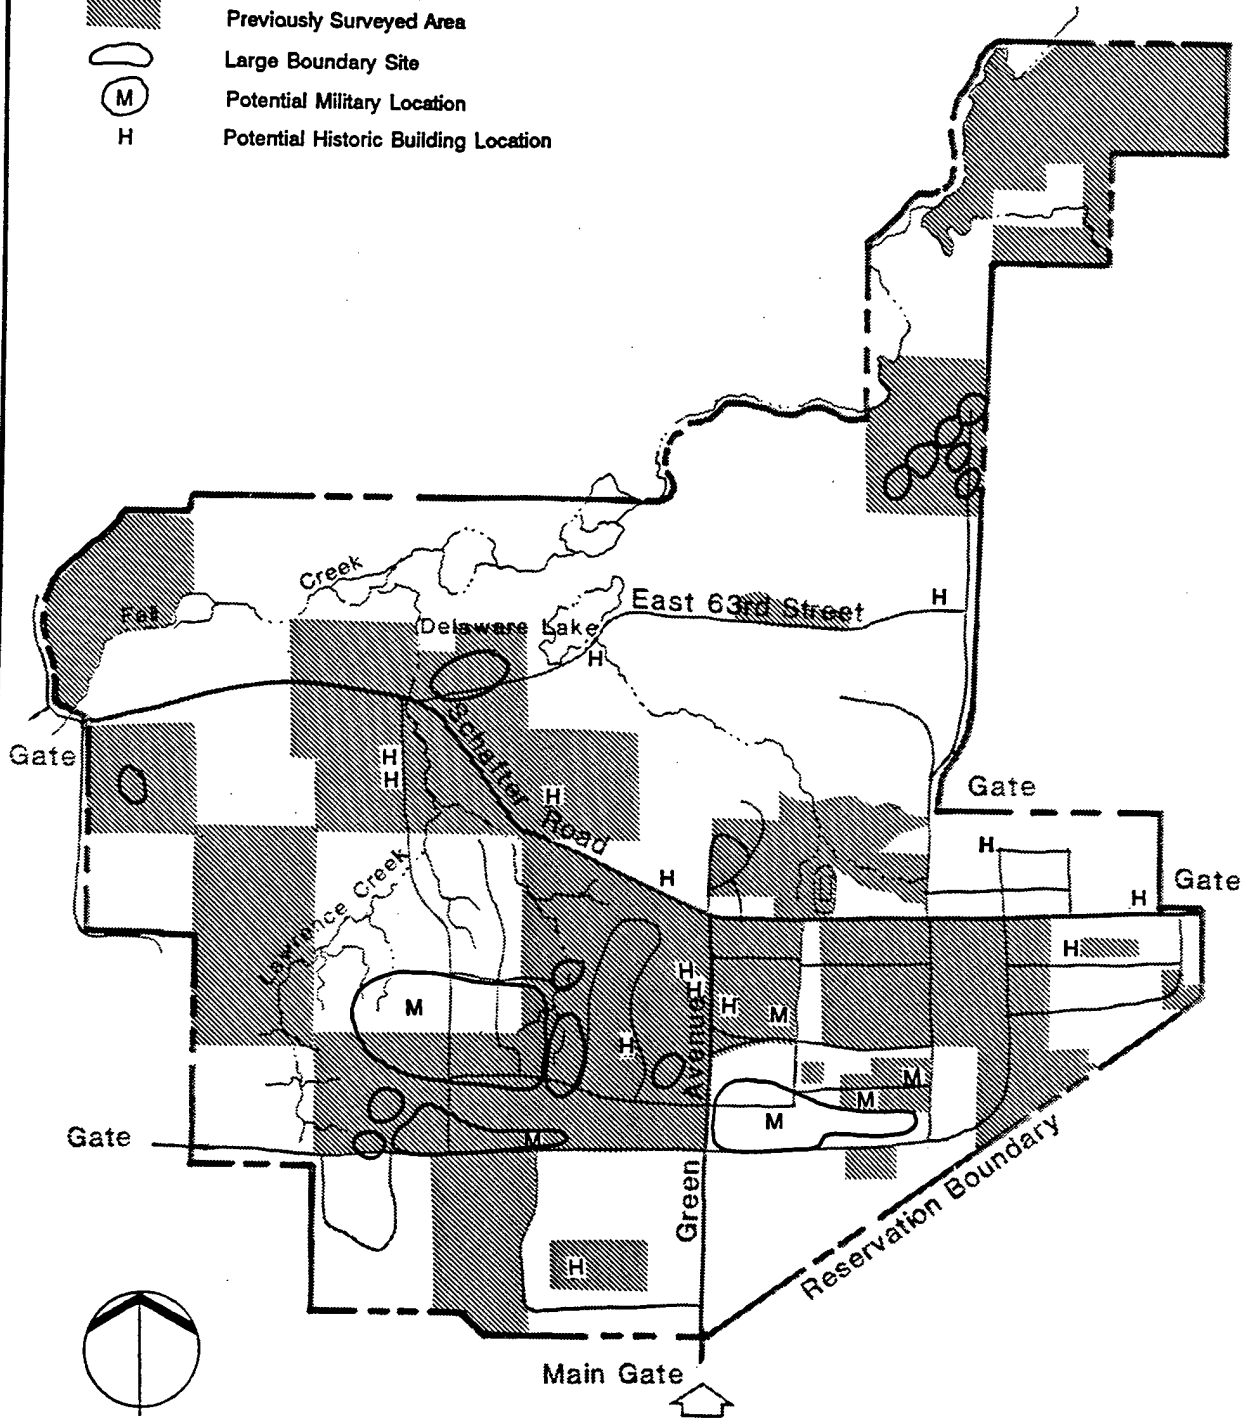 Previously Surveyed Area
Large Boundary Site
M Potential Military Location
H Potential Historic Building Location
Creek
Fall
East 63rd Street
H
Delaware Lake
H
Schafter Road
Gate
H
H
H
Gate
H
H
Gate
H
Lawrence Creek
H
H
H
H
M
M
H
Avenue
M
M
M
M
Gate
Green
Reservation Boundary
H
Main Gate